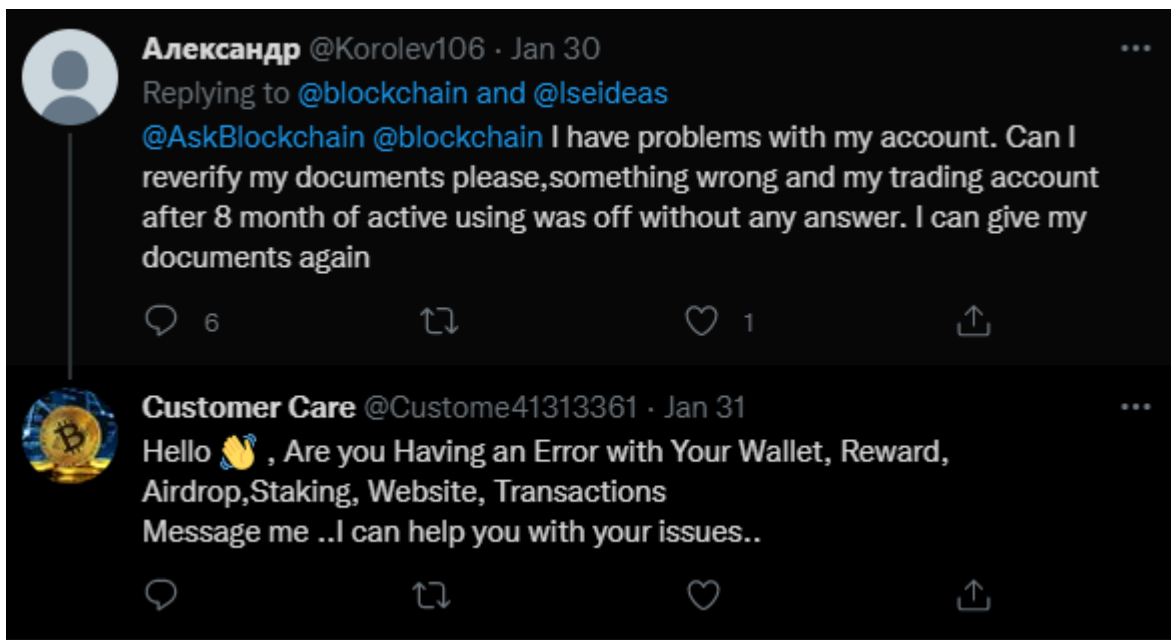 Александр @Korolev106 · Jan 30
Replying to @blockchain and @lseideas
@AskBlockchain @blockchain I have problems with my account. Can I
reverify my documents please,something wrong and my trading account
after 8 month of active using was off without any answer. I can give my
documents again
6 1
Customer Care @Custome41313361 · Jan 31
Hello 👋 , Are you Having an Error with Your Wallet, Reward,
Airdrop,Staking, Website, Transactions
Message me ..I can help you with your issues..